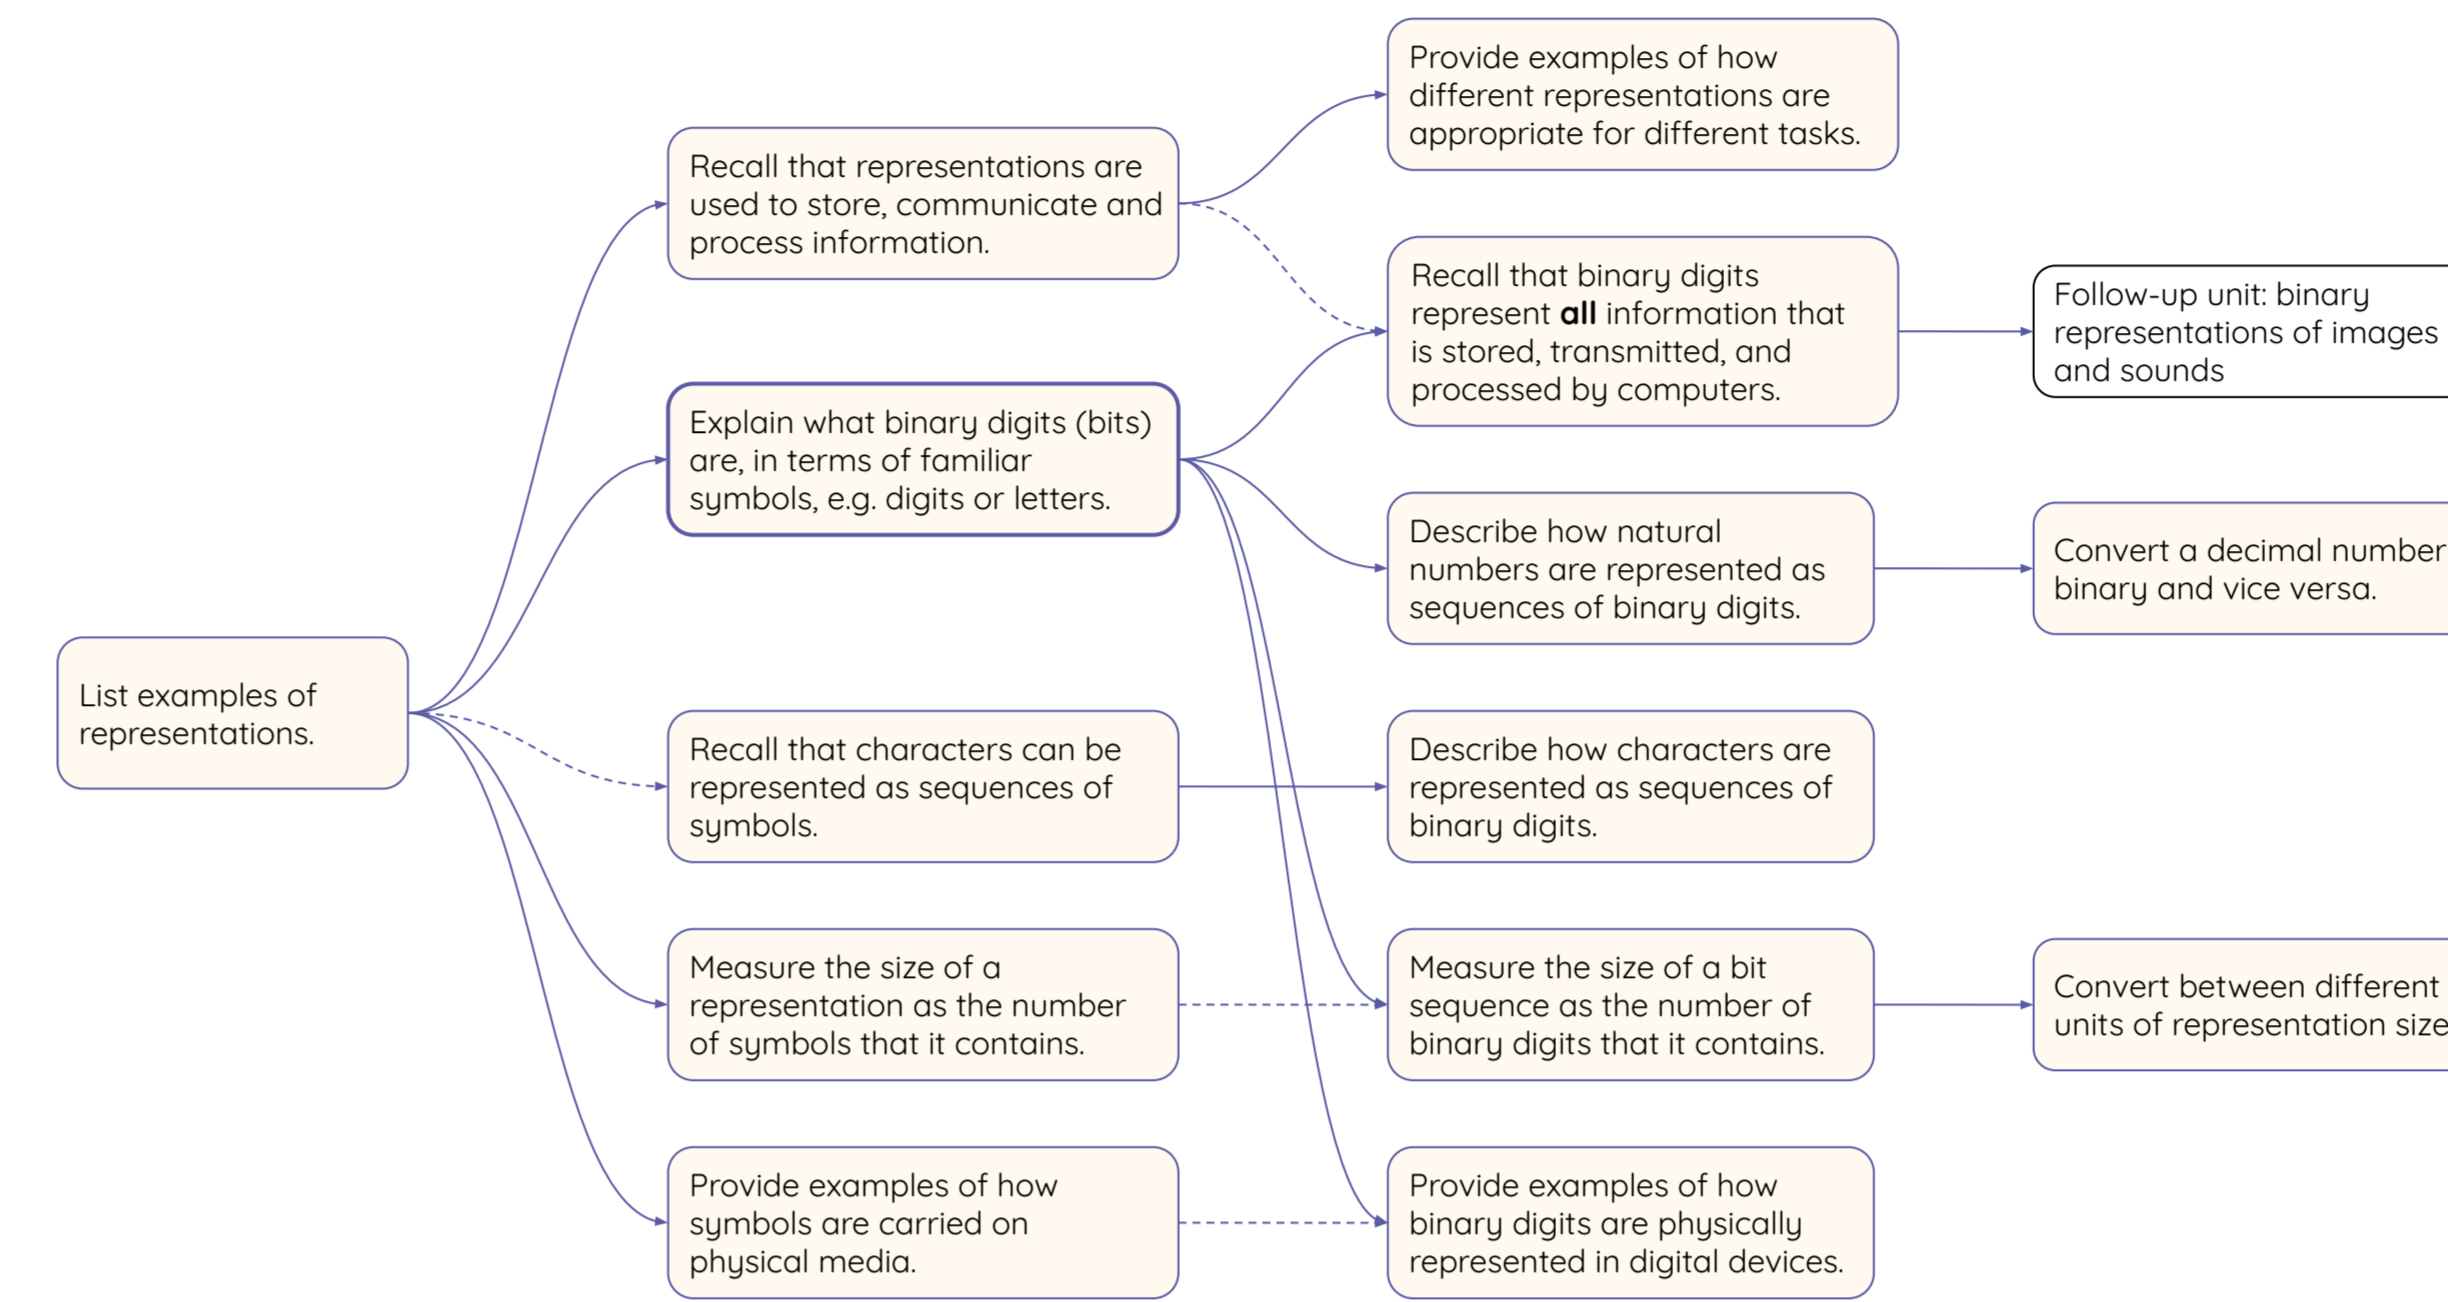 Provide examples of how
different representations are
appropriate for different tasks.
Recall that representations are
used to store, communicate and
process information.
Recall that binary digits
represent all information that
is stored, transmitted, and
processed by computers.
Follow-up unit: binary
representations of images
and sounds
Explain what binary digits (bits)
are, in terms of familiar
symbols, e.g. digits or letters.
Describe how natural
numbers are represented as
sequences of binary digits.
Convert a decimal number
binary and vice versa.
List examples of
representations.
Recall that characters can be
represented as sequences of
symbols.
Describe how characters are
represented as sequences of
binary digits.
Measure the size of a
representation as the number
of symbols that it contains.
Measure the size of a bit
sequence as the number of
binary digits that it contains.
Convert between different
units of representation size
Provide examples of how
symbols are carried on
physical media.
Provide examples of how
binary digits are physically
represented in digital devices.